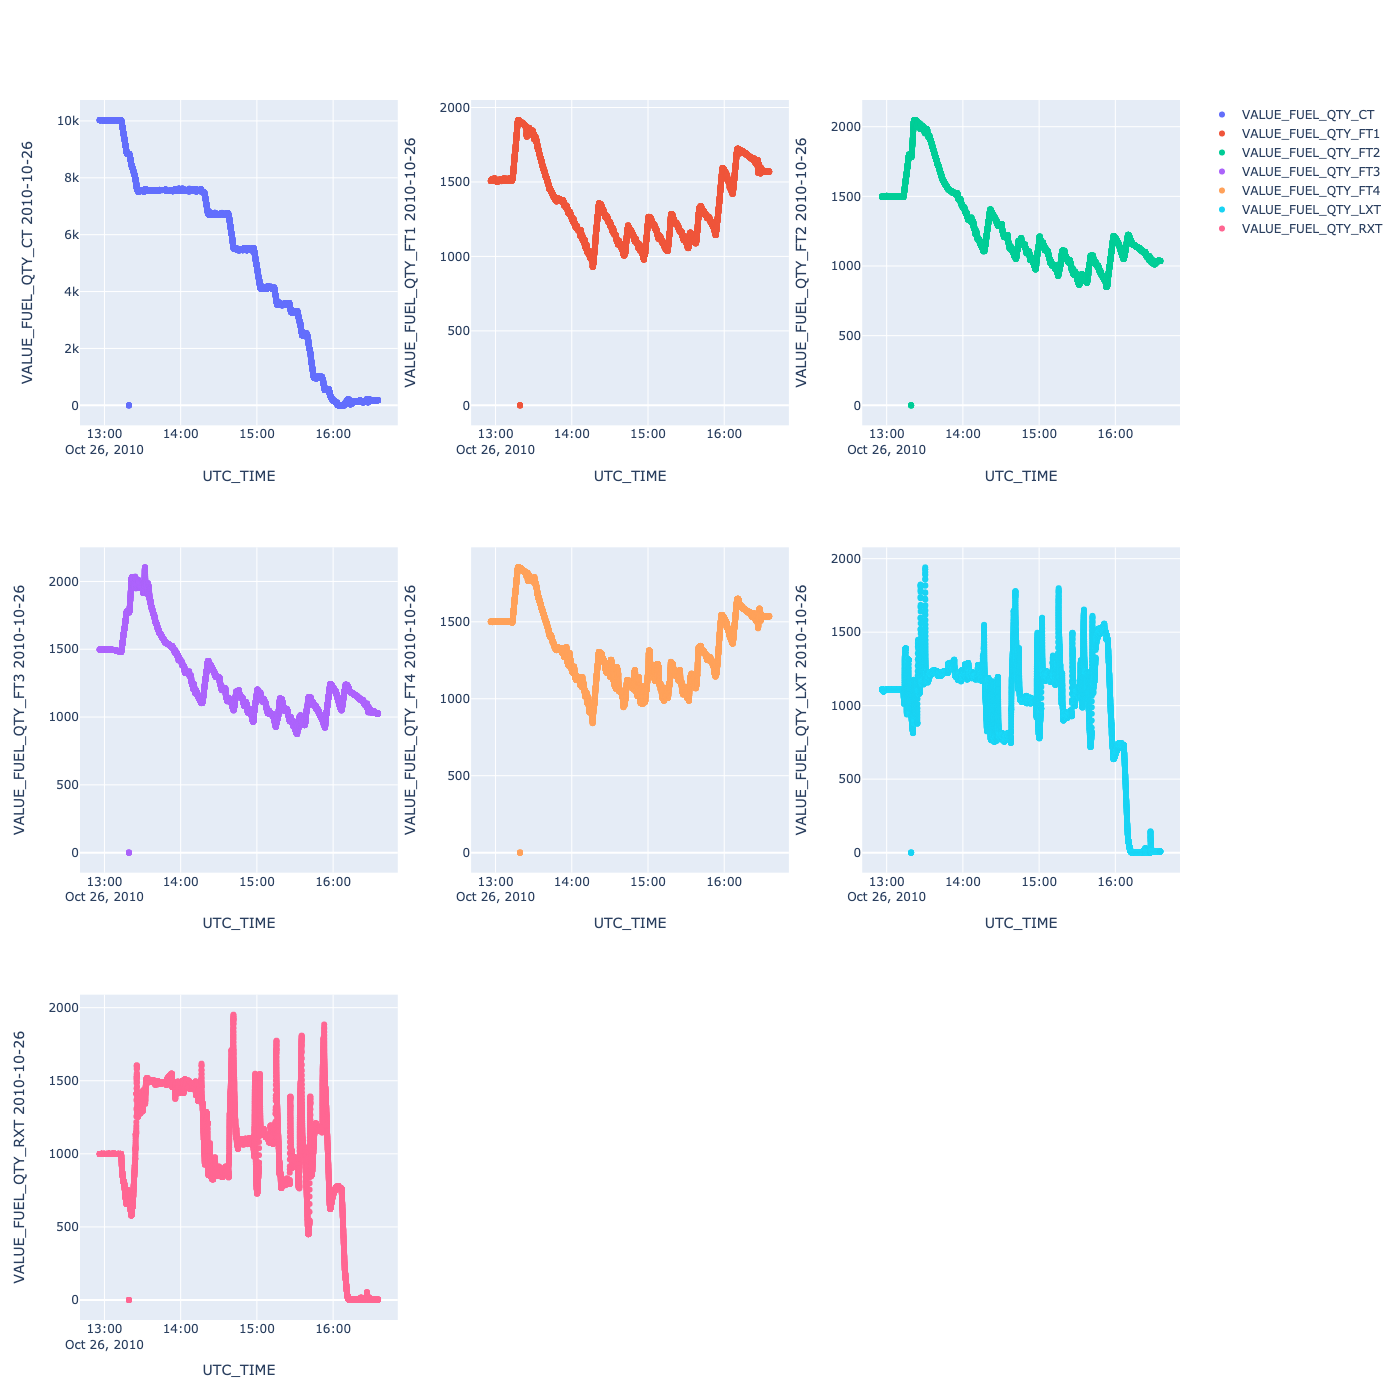 VALUE_FUEL_QTY_CT 2010-10-26
10k
8k
6k
4k
2k
0
13:00 14:00 15:00 16:00
Oct 26, 2010
UTC_TIME
VALUE_FUEL_QTY_FT1 2010-10-26
2000
1500
1000
500
0
13:00 14:00 15:00 16:00
Oct 26, 2010
UTC_TIME
VALUE_FUEL_QTY_FT2 2010-10-26
2000
1500
1000
500
0
13:00 14:00 15:00 16:00
Oct 26, 2010
UTC_TIME
VALUE_FUEL_QTY_CT
VALUE_FUEL_QTY_FT1
VALUE_FUEL_QTY_FT2
VALUE_FUEL_QTY_FT3
VALUE_FUEL_QTY_FT4
VALUE_FUEL_QTY_LXT
VALUE_FUEL_QTY_RXT
VALUE_FUEL_QTY_FT3 2010-10-26
2000
1500
1000
500
0
13:00 14:00 15:00 16:00
Oct 26, 2010
UTC_TIME
VALUE_FUEL_QTY_FT4 2010-10-26
1500
1000
500
0
13:00 14:00 15:00 16:00
Oct 26, 2010
UTC_TIME
VALUE_FUEL_QTY_LXT 2010-10-26
2000
1500
1000
500
0
13:00 14:00 15:00 16:00
Oct 26, 2010
UTC_TIME
VALUE_FUEL_QTY_RXT 2010-10-26
2000
1500
1000
500
0
13:00 14:00 15:00 16:00
Oct 26, 2010
UTC_TIME